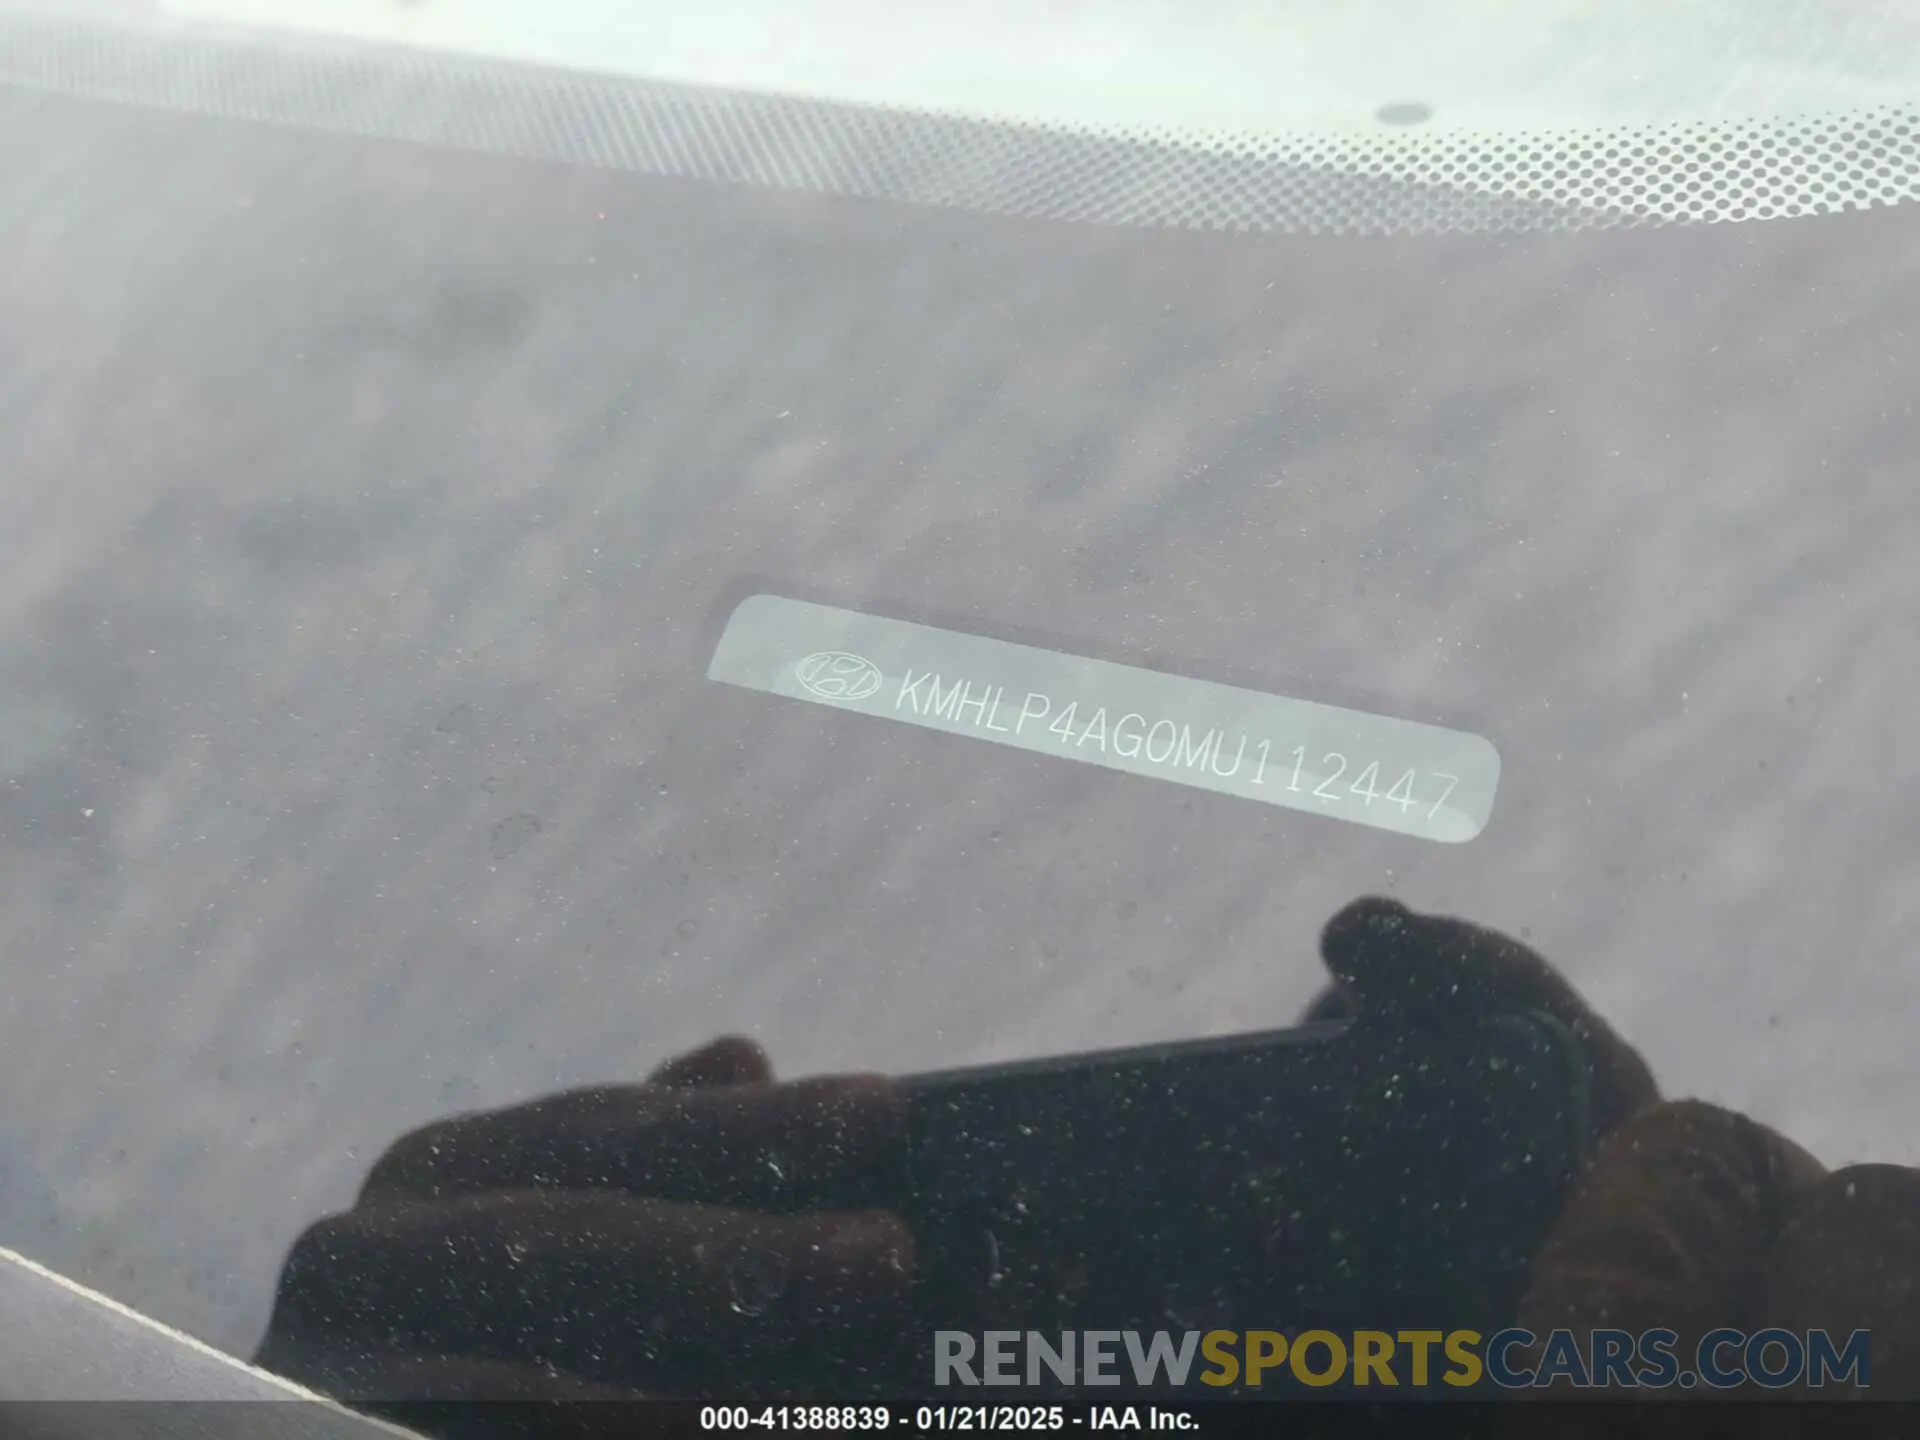 KMHLP4AG0MU112447
RENEWSPORTSCARS.COM
000-41388839 - 01/21/2025 - IAA Inc.